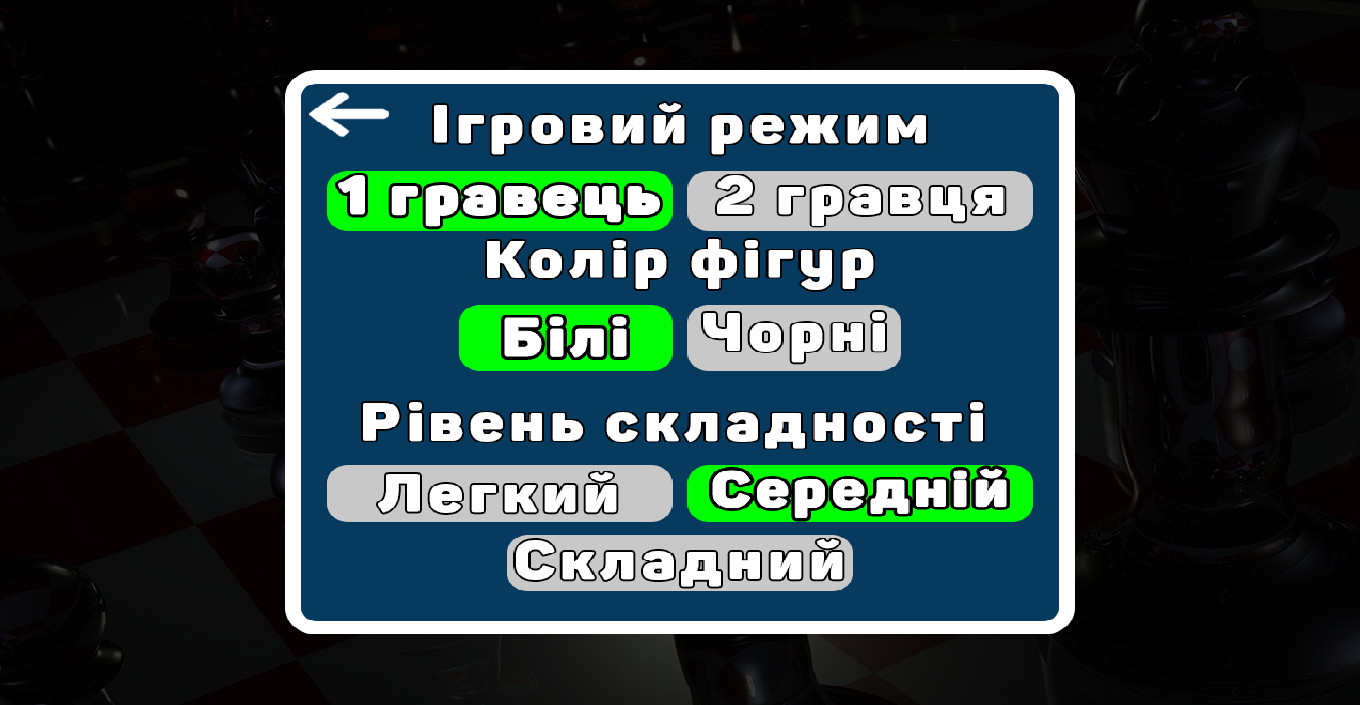 Ігровий режим
1 гравець 2 гравця
Колір фігур
Білі Чорні
Рівень складності
Легкий Середній
Складний